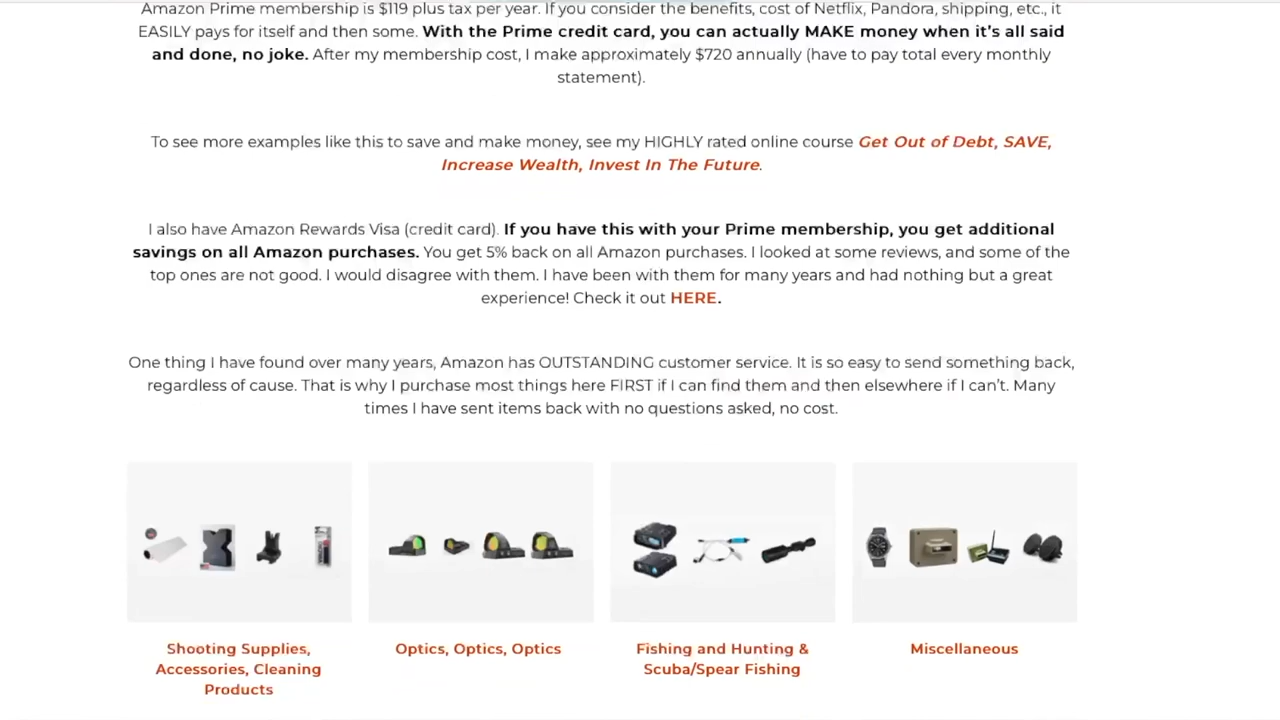 Amazon Prime membership is $119 plus tax per year. If you consider the benefits, cost of Netflix, Pandora, shipping, etc., it
EASILY pays for itself and then some. With the Prime credit card, you can actually MAKE money when it's all said
and done, no joke. After my membership cost, I make approximately $720 annually (have to pay total every monthly
statement).
To see more examples like this to save and make money, see my HIGHLY rated online course Get Out of Debt, SAVE,
Increase Wealth, Invest In The Future.
I also have Amazon Rewards Visa (credit card). If you have this with your Prime membership, you get additional
savings on all Amazon purchases. You get 5% back on all Amazon purchases. I looked at some reviews, and some of the
top ones are not good. I would disagree with them. I have been with them for many years and had nothing but a great
experience! Check it out HERE.
One thing I have found over many years, Amazon has OUTSTANDING customer service. It is so easy to send something back,
regardless of cause. That is why I purchase most things here FIRST if I can find them and then elsewhere if I can't. Many
times I have sent items back with no questions asked, no cost.
Shooting Supplies,
Accessories, Cleaning
Products
Optics, Optics, Optics
Fishing and Hunting &
Scuba/Spear Fishing
Miscellaneous